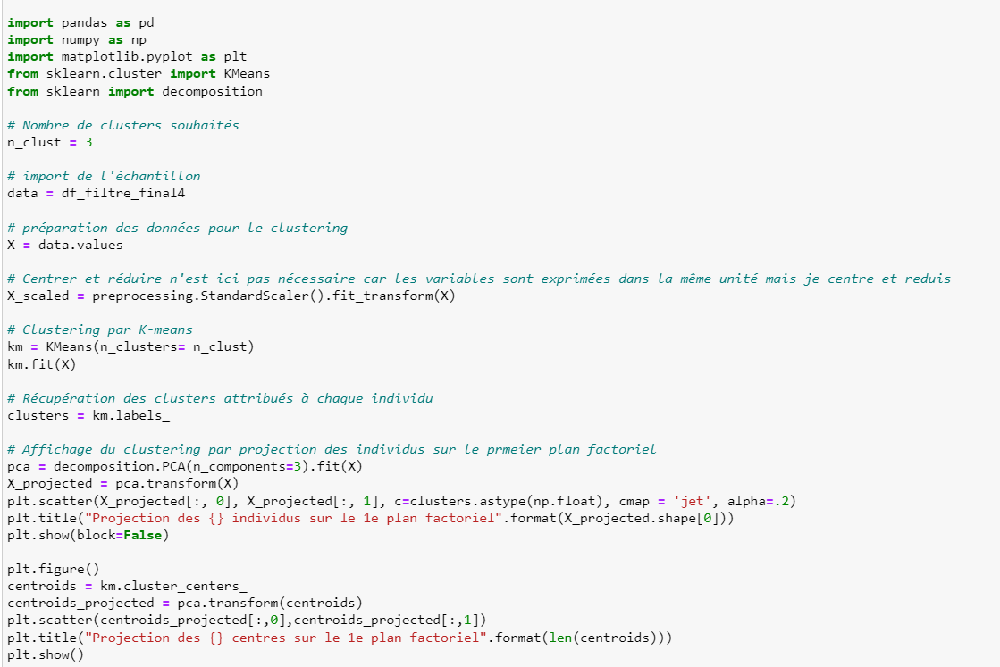 import pandas as pd
import numpy as np
import matplotlib.pyplot as plt
from sklearn.cluster import KMeans
from sklearn import decomposition
# Nombre de clusters souhaités
n_clust = 3
# import de l'échantillon
data = df_filtre_final4
# préparation des données pour le clustering
X = data.values
# Centrer et réduire n'est ici pas nécessaire car les variables sont exprimées dans la même unité mais je centre et reduis
X_scaled = preprocessing.StandardScaler().fit_transform(X)
# Clustering par K-means
km = KMeans(n_clusters= n_clust)
km.fit(X)
# Récupération des clusters attribués à chaque individu
clusters = km.labels_
# Affichage du clustering par projection des individus sur le prmeier plan factoriel
pca = decomposition.PCA(n_components=3).fit(X)
X_projected = pca.transform(X)
plt.scatter(X_projected[:, 0], X_projected[:, 1], c=clusters.astype(np.float), cmap = 'jet', alpha=.2)
plt.title("Projection des {} individus sur le 1e plan factoriel".format(X_projected.shape[0]))
plt.show(block=False)
plt.figure()
centroids = km.cluster_centers_
centroids_projected = pca.transform(centroids)
plt.scatter(centroids_projected[:,0],centroids_projected[:,1])
plt.title("Projection des {} centres sur le 1e plan factoriel".format(len(centroids)))
plt.show()